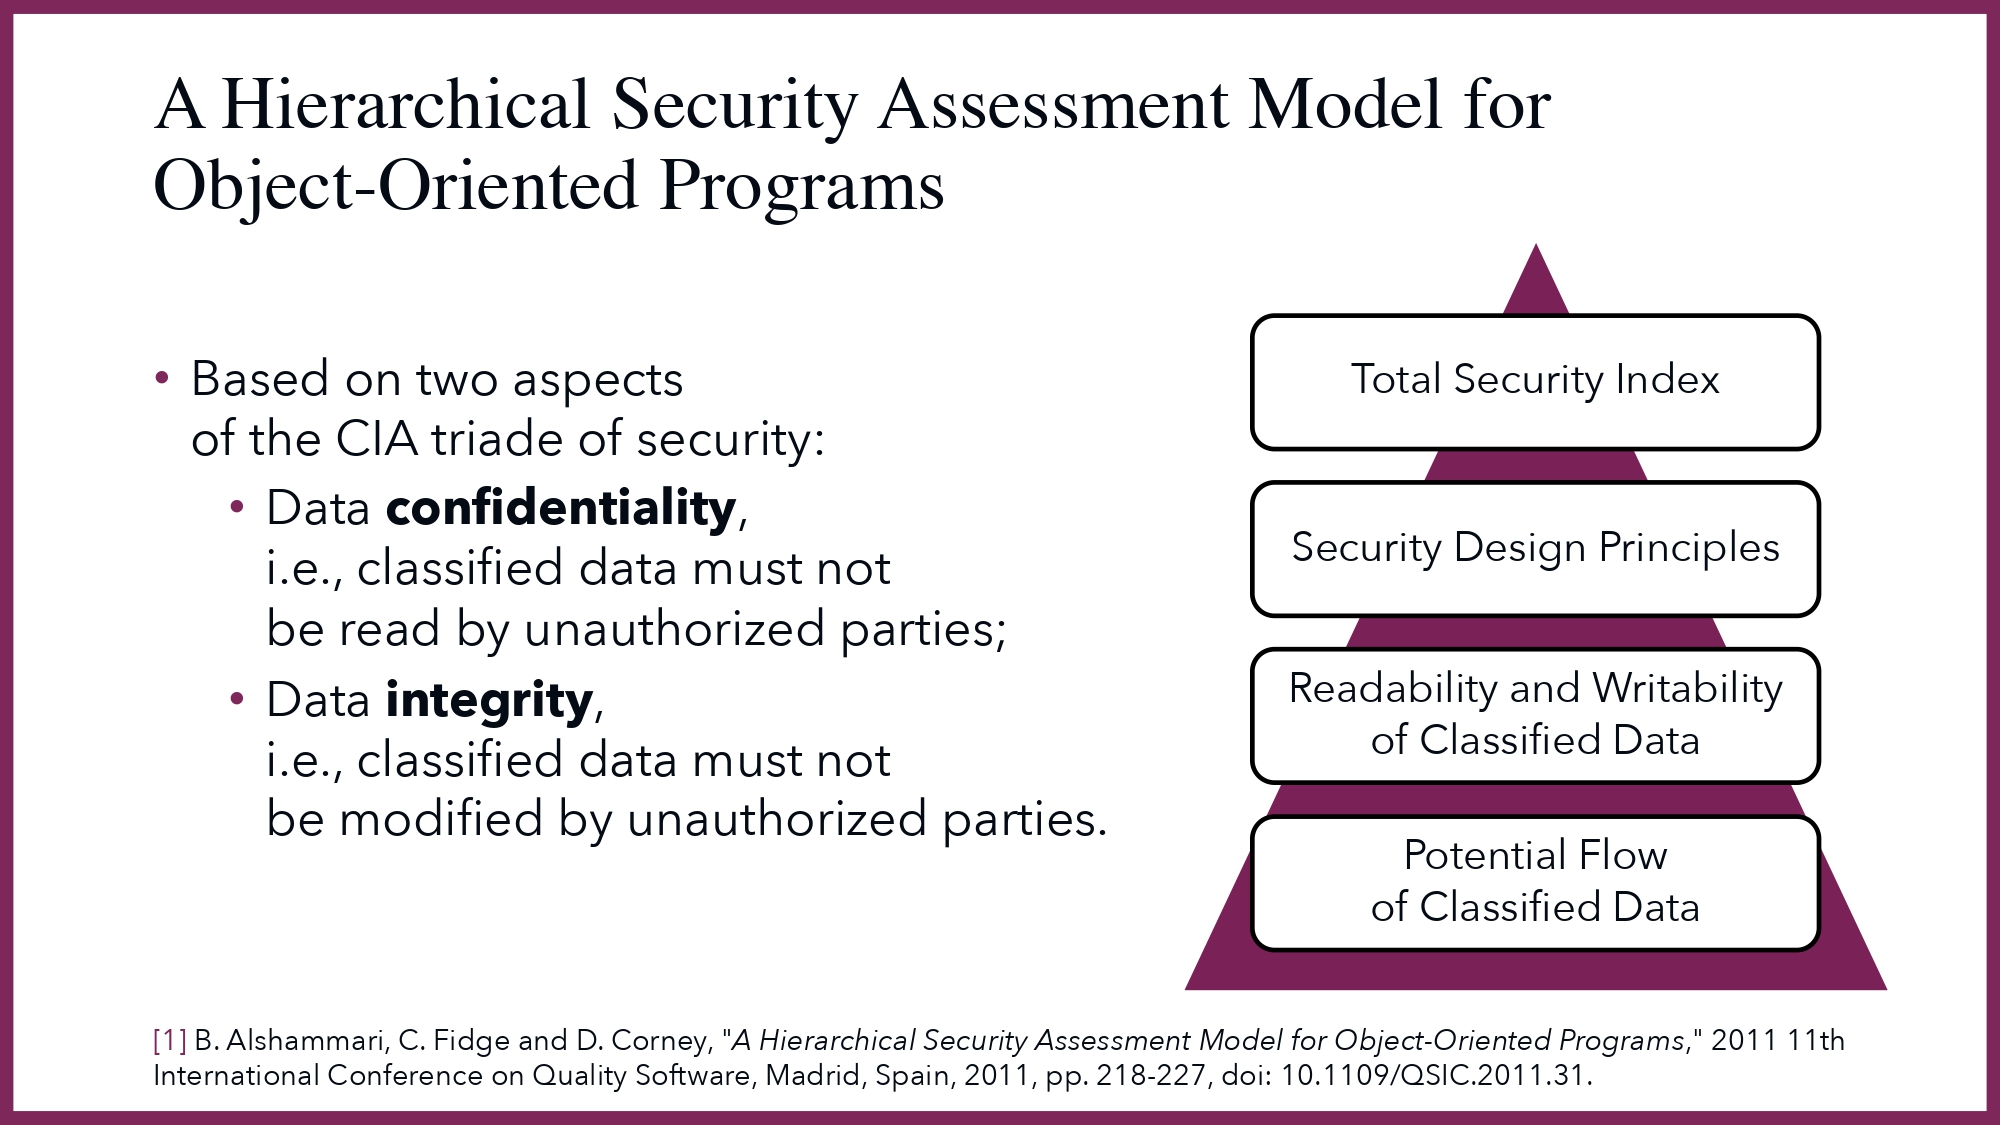 A Hierarchical Security Assessment Model for
Object-Oriented Programs
• Based on two aspects
of the CIA triade of security:
• Data confidentiality,
i.e., classified data must not
be read by unauthorized parties;
• Data integrity,
i.e., classified data must not
be modified by unauthorized parties.
Total Security Index
Security Design Principles
Readability and Writability
of Classified Data
Potential Flow
of Classified Data
[1] B. Alshammari, C. Fidge and D. Corney, "A Hierarchical Security Assessment Model for Object-Oriented Programs," 2011 11th
International Conference on Quality Software, Madrid, Spain, 2011, pp. 218-227, doi: 10.1109/QSIC.2011.31.